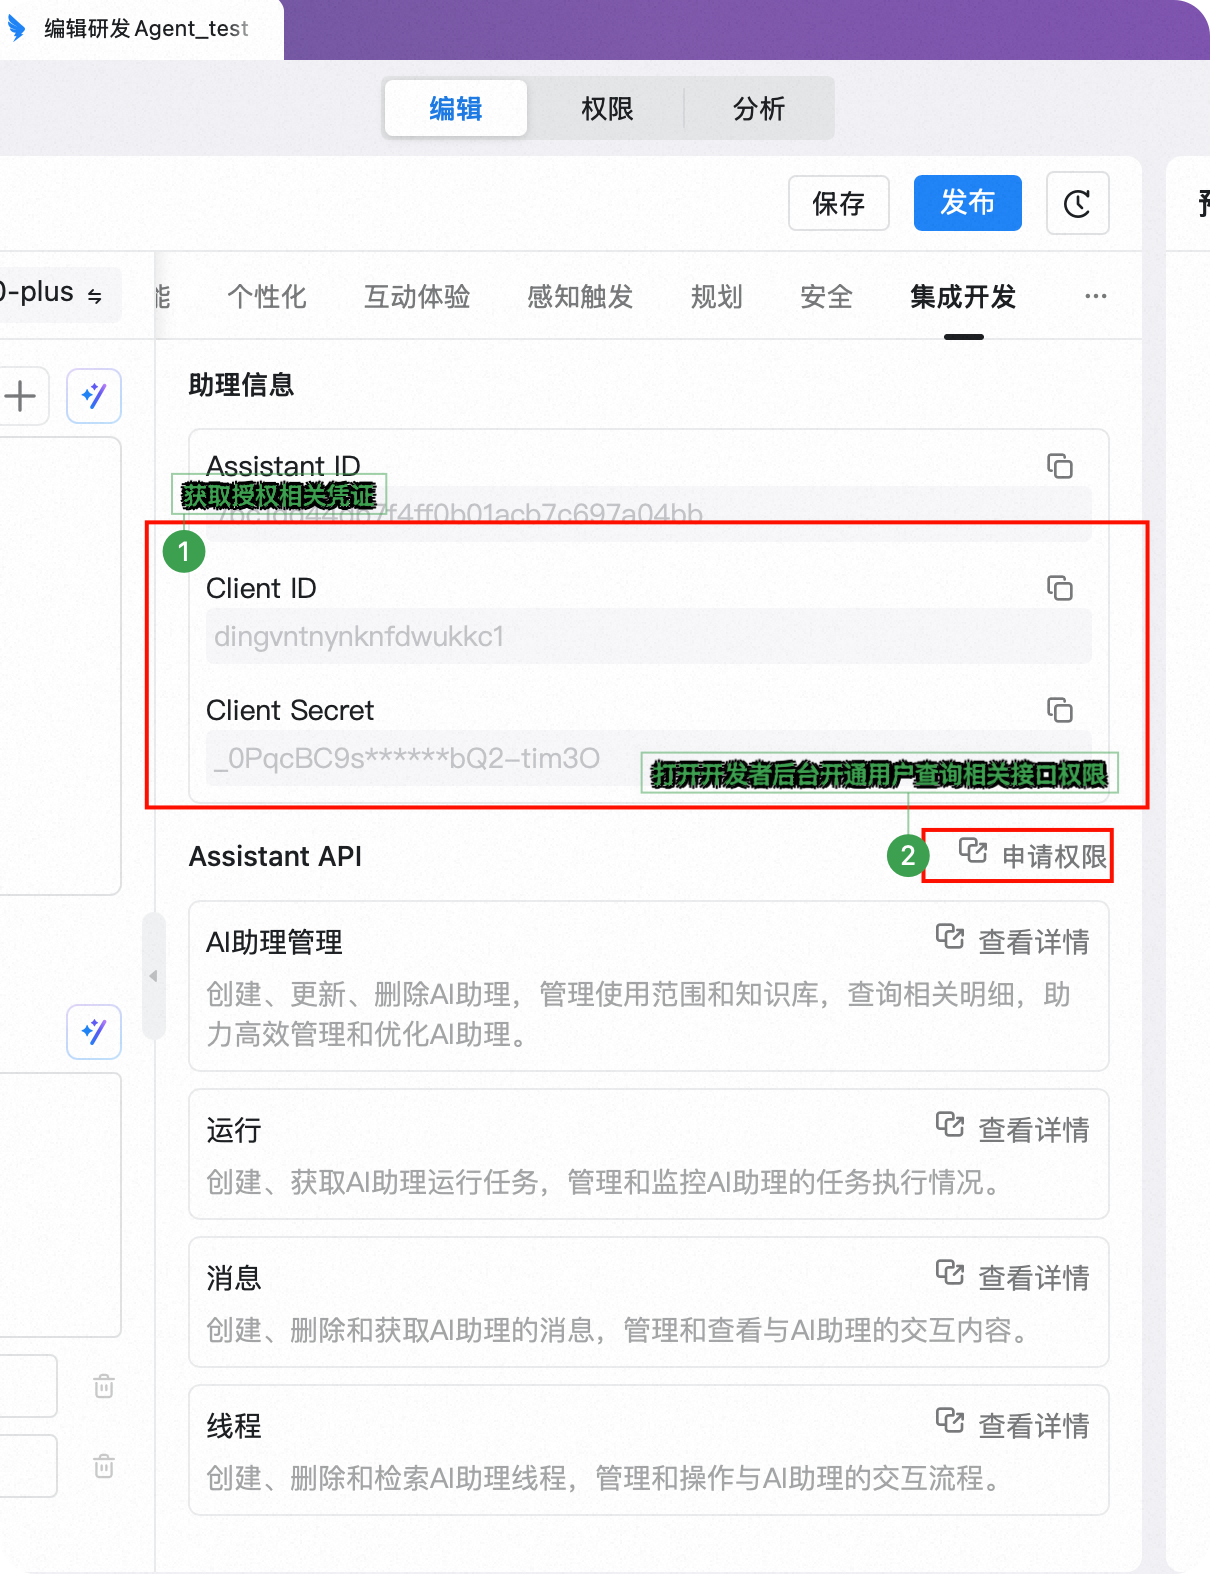 编辑研发Agent_test
编辑
权限
分析
保存
发布
0-plus
能
个性化
互动体验
感知触发
规划
安全
集成开发
...
助理信息
Assistant ID
获取授权相关凭证
1
Client ID
dingvntnynknfdwukkc1
Client Secret
_0PqcBC9s******bQ2-tim3O
打开开发者后台开通用户查询相关接口权限
Assistant API
2
申请权限
AI助理管理
查看详情
创建、更新、删除AI助理，管理使用范围和知识库，查询相关明细，助
力高效管理和优化AI助理。
运行
查看详情
创建、获取AI助理运行任务，管理和监控AI助理的任务执行情况。
消息
查看详情
创建、删除和获取AI助理的消息，管理和查看与AI助理的交互内容。
线程
查看详情
创建、删除和检索AI助理线程，管理和操作与AI助理的交互流程。